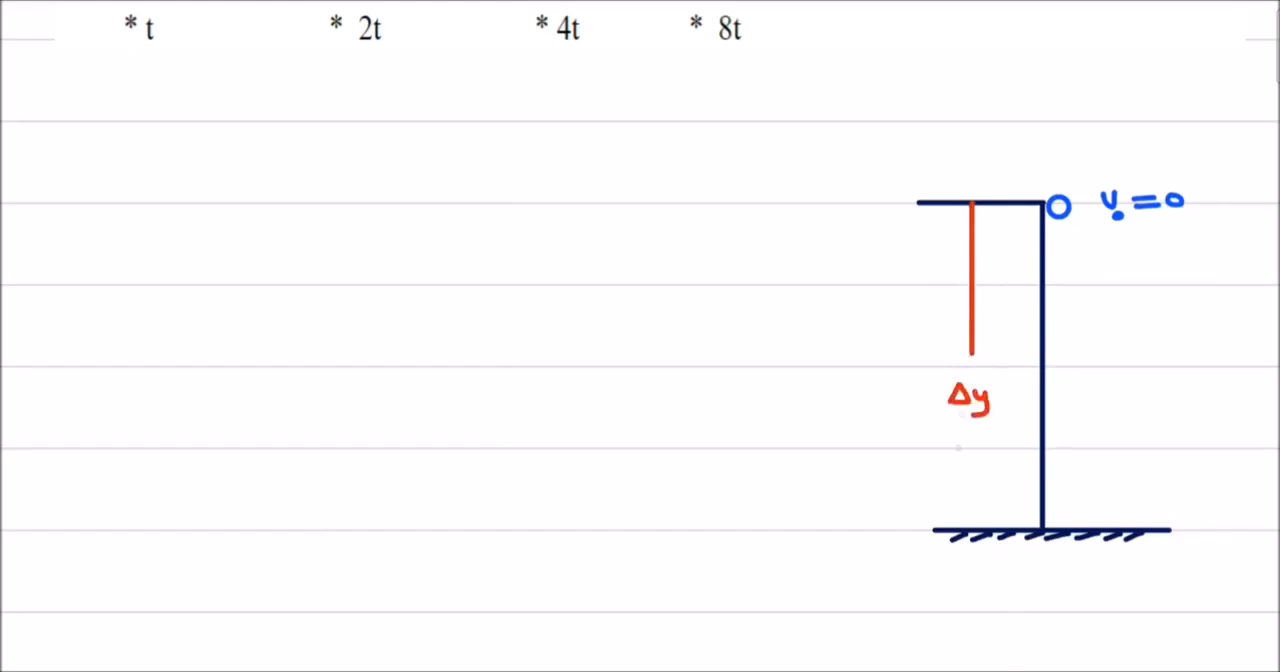 * t * 2t * 4t * 8t
v. = 0
Δy